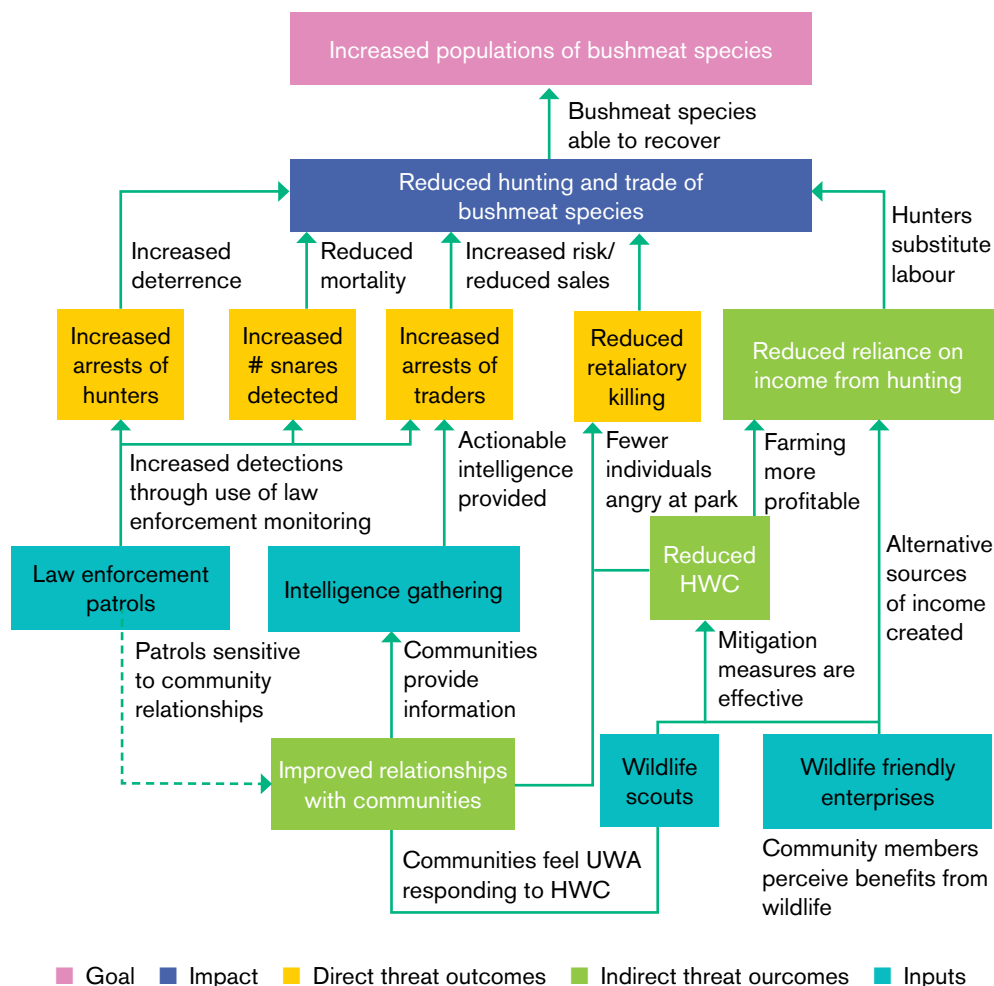 Increased populations of bushmeat species
Bushmeat species
able to recover
Reduced hunting and trade of
bushmeat species
Increased
deterrence
Reduced
mortality
Increased risk/
reduced sales
Hunters
substitute
labour
Increased
arrests of
hunters
Increased
# snares
detected
Increased
arrests of
traders
Reduced
retaliatory
killing
Reduced reliance on
income from hunting
Increased detections
through use of law
enforcement monitoring
Actionable
intelligence
provided
Fewer
individuals
angry at park
Farming
more
profitable
Law enforcement
patrols
Intelligence gathering
Reduced
HWC
Alternative
sources
of income
created
Patrols sensitive
to community
relationships
Communities
provide
information
Mitigation
measures are
effective
Improved relationships
with communities
Wildlife
scouts
Wildlife friendly
enterprises
Communities feel UWA
responding to HWC
Community members
perceive benefits from
wildlife
Goal
Impact
Direct threat outcomes
Indirect threat ourcomes
Inputs